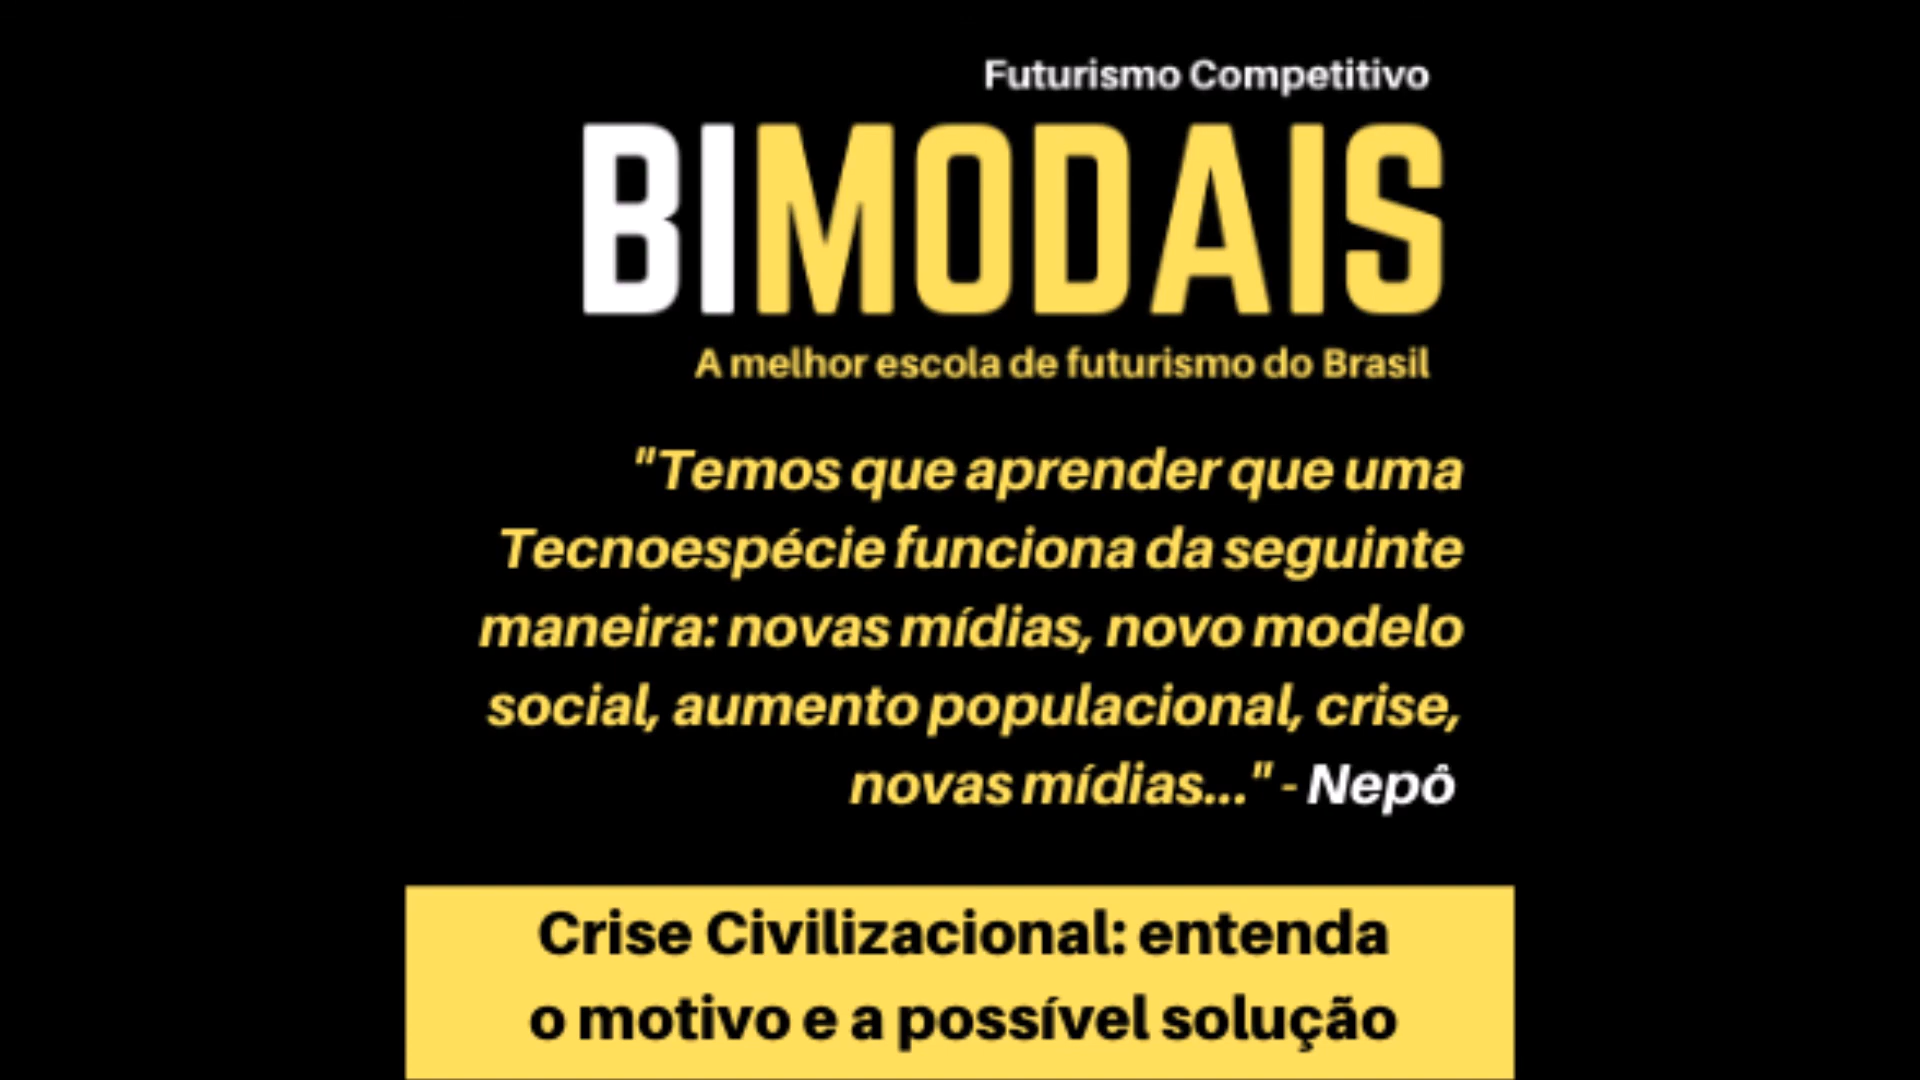 Futurismo Competitivo
BIMODAIS
A melhor escola de futurismo do Brasil
"Temos que aprender que uma
Tecnoespécie funciona da seguinte
maneira: novas mídias, novo modelo
social, aumento populacional, crise,
novas mídias..." - Nepô
Crise Civilizacional: entenda
o motivo e a possível solução